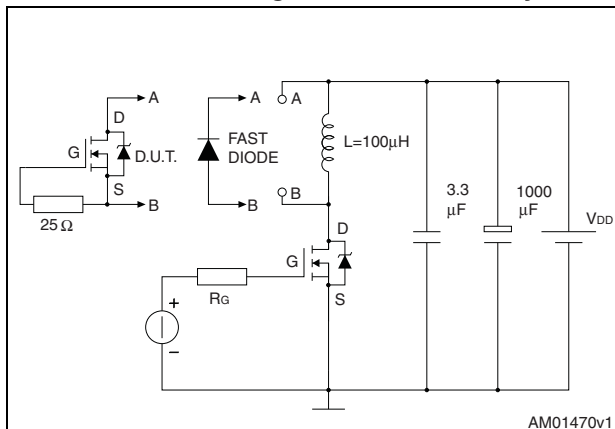 A
A
A
D
G
D.U.T.
FAST
DIODE
L=100µH
S
B
B
B
25 Ω
3.3
µF
1000
µF
VDD
D
G
RG
S
+
−
AM01470v1